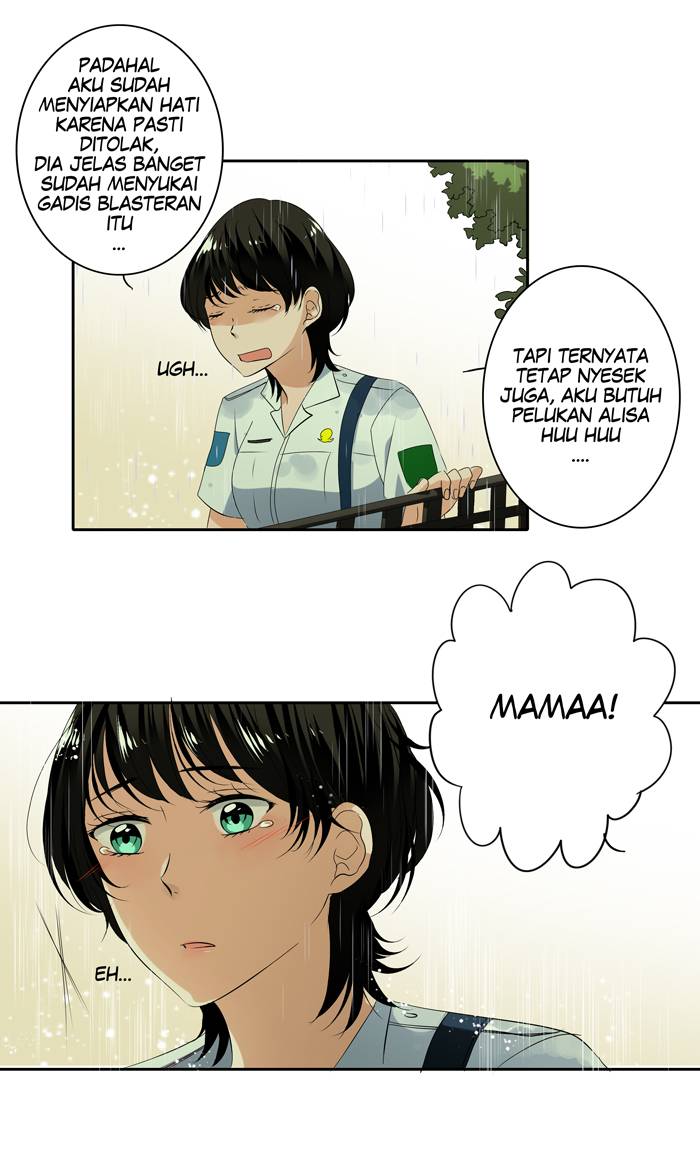 PADAHAL
AKU SUDAH
MENYIAPKAN HATI
KARENA PASTI
DITOLAK,
DIA JELAS BANGET
SUDAH MENYUKAI
GADIS BLASTERAN
ITU
...
UGH...
TAPI TERNYATA
TETAP NYESEK
JUGA, AKU BUTUH
PELUKAN ALISA
HUU HUU
....
MAMAA!
EH...